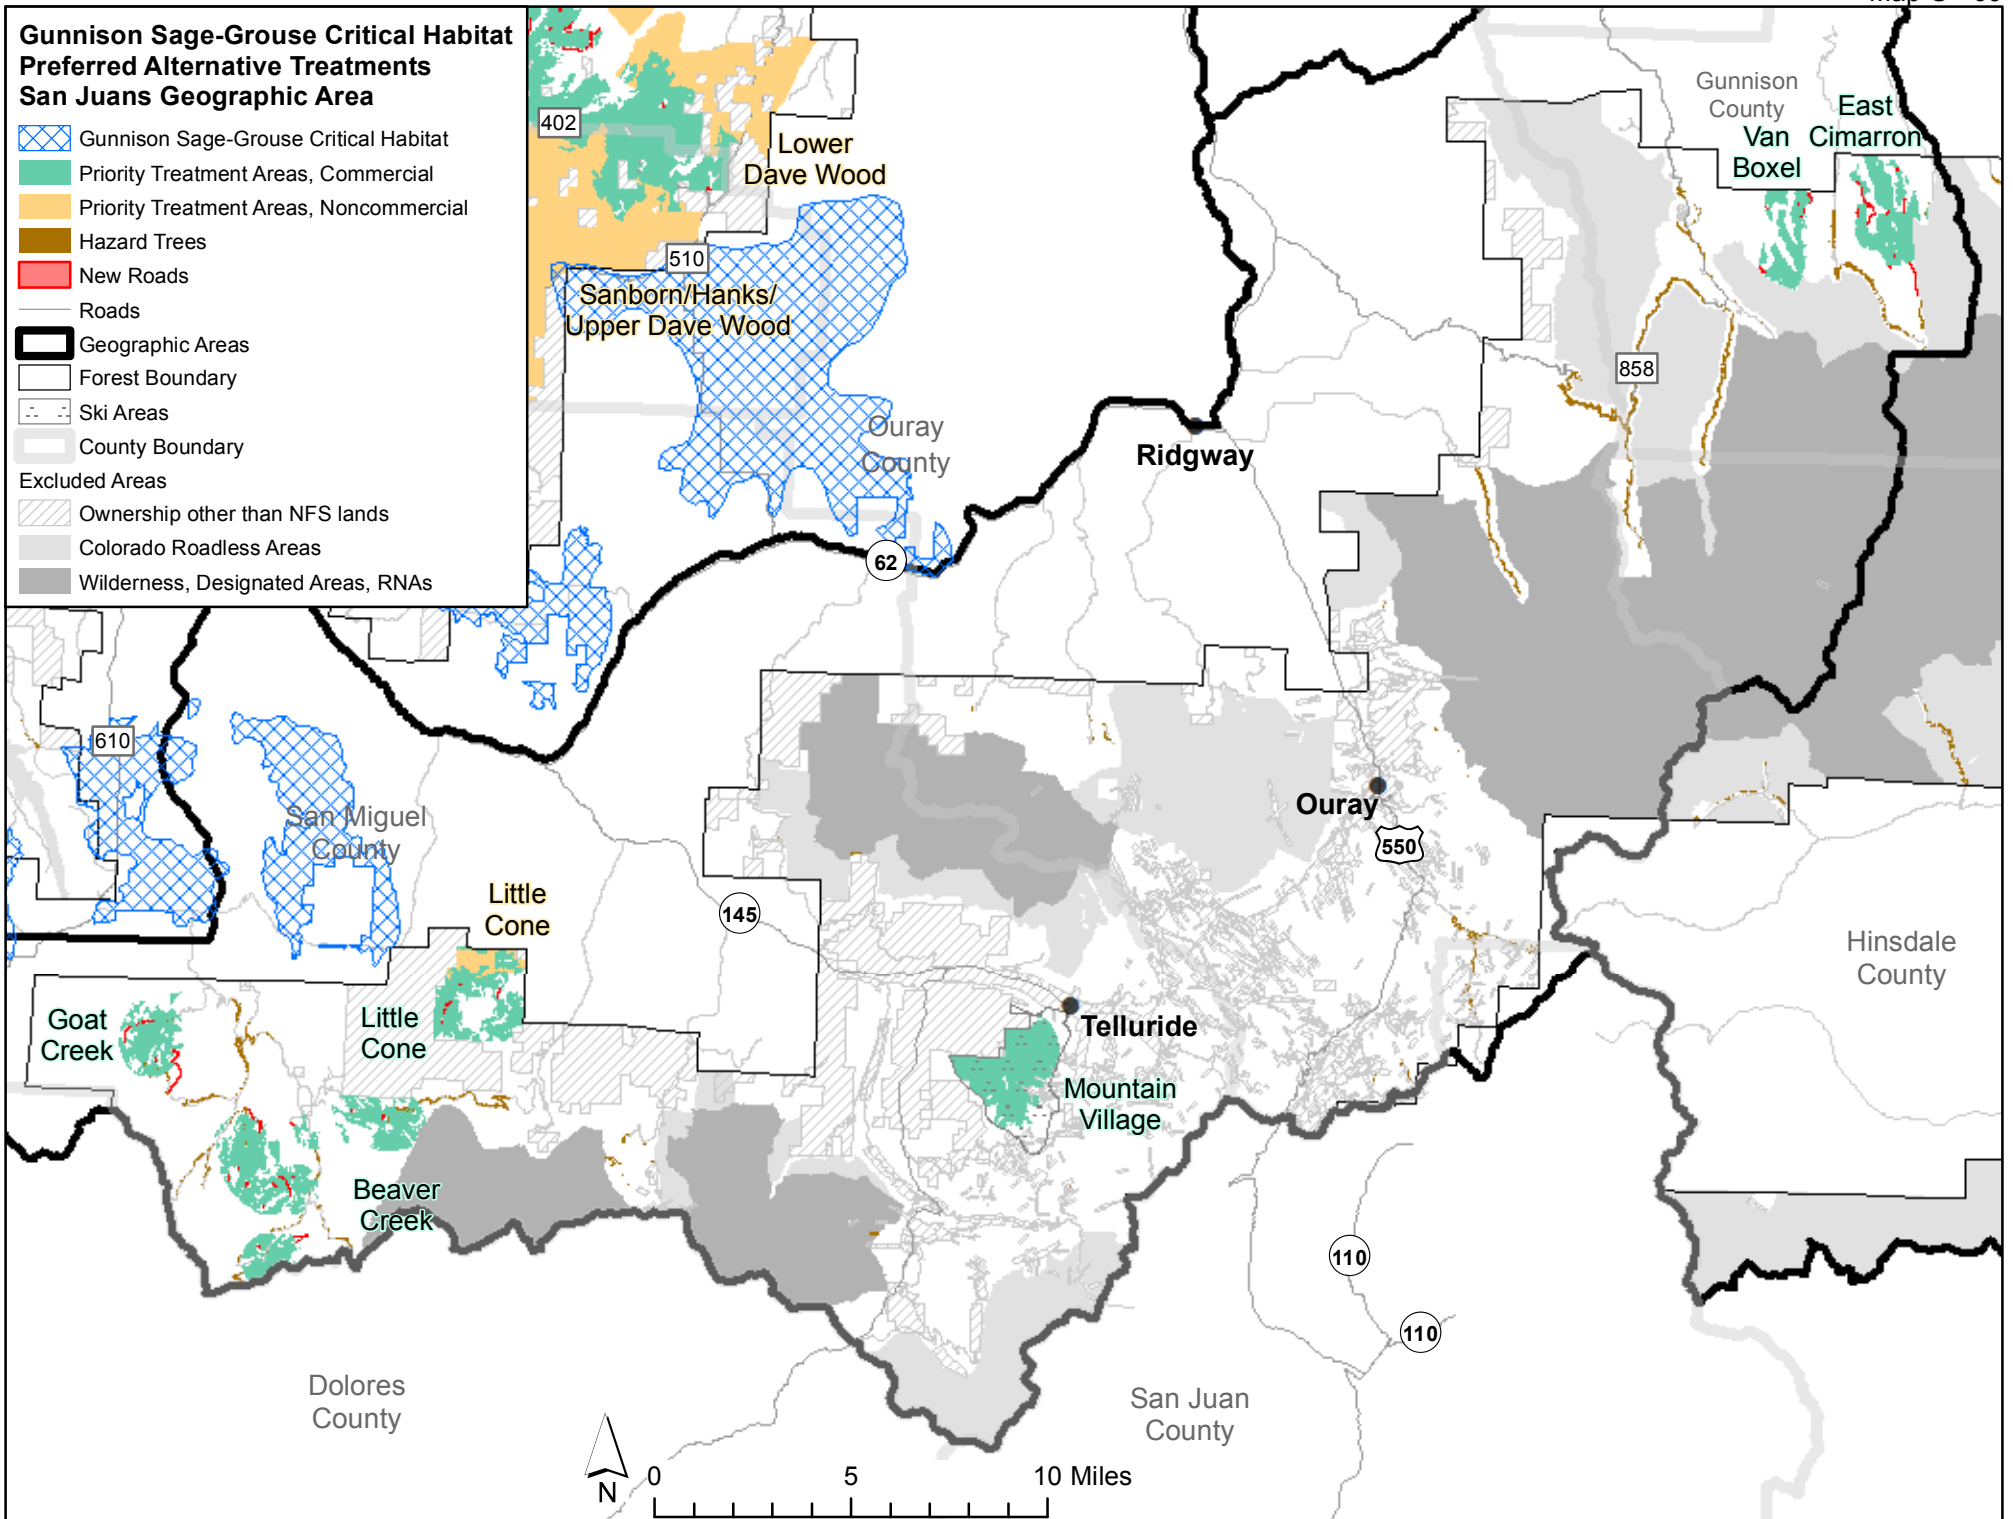 Gunnison Sage-Grouse Critical Habitat
Preferred Alternative Treatments
San Juans Geographic Area
Gunnison Sage-Grouse Critical Habitat
Priority Treatment Areas, Commercial
Priority Treatment Areas, Noncommercial
Hazard Trees
New Roads
Roads
Geographic Areas
Forest Boundary
Ski Areas
County Boundary
Excluded Areas
Ownership other than NFS lands
Colorado Roadless Areas
Wilderness, Designated Areas, RNAs
402
Lower
Dave Wood
510
Sanborn/Hanks/
Upper Dave Wood
Gunnison
County
East
Cimarron
Van
Boxel
858
Ouray
County
Ridgway
62
610
San Miguel
County
Ouray
550
Little
Cone
145
Hinsdale
County
Goat
Creek
Little
Cone
Telluride
Mountain
Village
Beaver
Creek
110
110
Dolores
County
San Juan
County
N
0
5
10 Miles